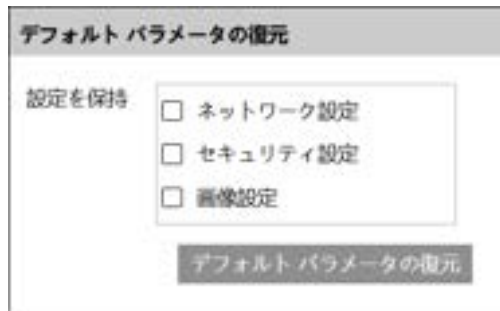 デフォルト パラメータの復元
設定を保持
ネットワーク設定
セキュリティ設定
画像設定
デフォルト パラメータの復元